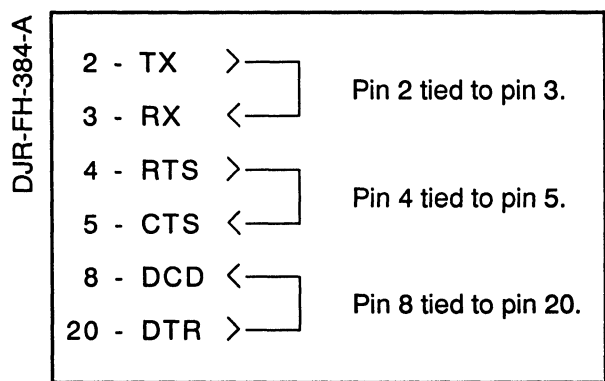 DJR-FH-384-A
2 - TX
Pin 2 tied to pin 3.
3 - RX
4 - RTS
Pin 4 tied to pin 5.
5 - CTS
8 - DCD
Pin 8 tied to pin 20.
20 - DTR